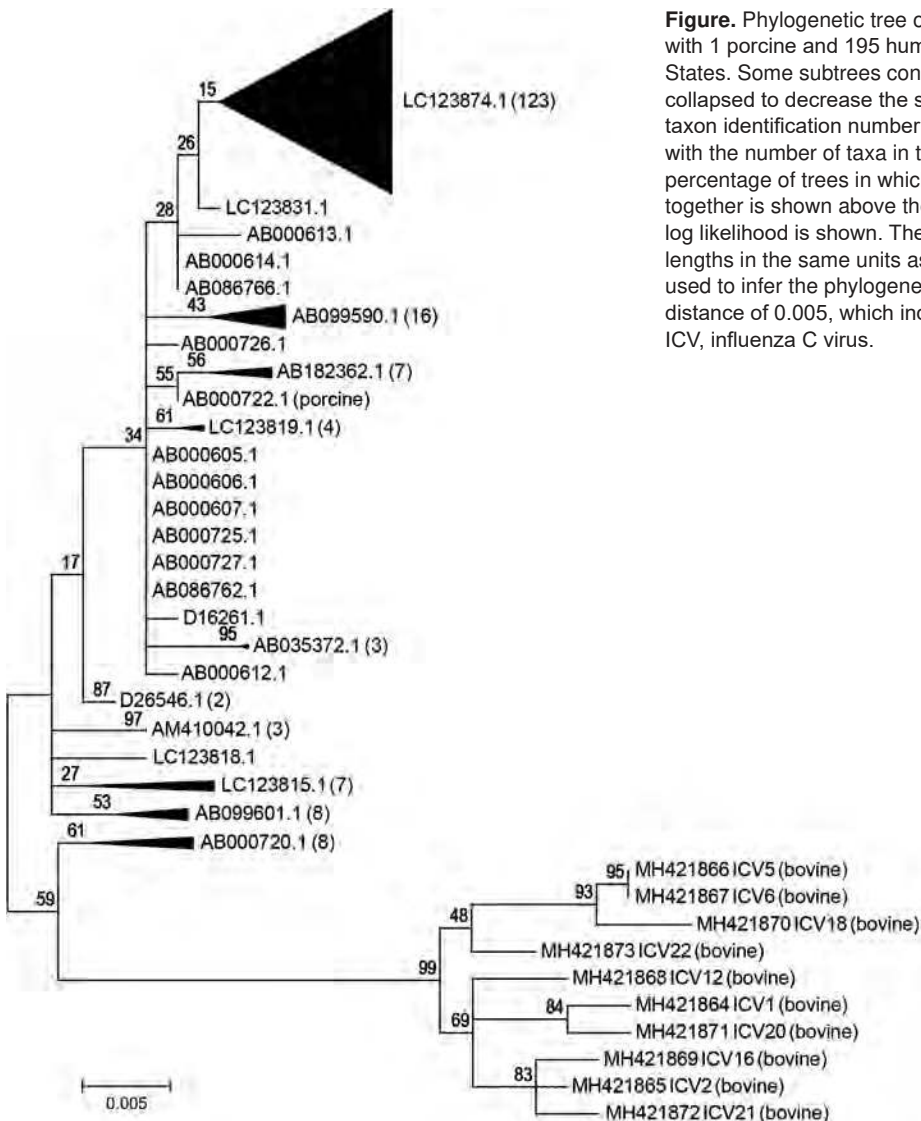 Figure. Phylogenetic tree o
with 1 porcine and 195 hum
States. Some subtrees con
collapsed to decrease the s
taxon identification number
with the number of taxa in t
percentage of trees in whic
together is shown above the
log likelihood is shown. The
lengths in the same units as
used to infer the phylogene
distance of 0.005, which inc
ICV, influenza C virus.
15
LC123874.1 (123)
26
LC123831.1
28
AB000613.1
AB000614.1
AB086766.1
43
AB099590.1 (16)
AB000726.1
56
AB182362.1 (7)
55
AB000722.1 (porcine)
61
LC123819.1 (4)
34
AB000605.1
AB000606.1
AB000607.1
AB000725.1
AB000727.1
17
AB086762.1
D16261.1
95
AB035372.1 (3)
AB000612.1
87
D26546.1 (2)
97
AM410042.1 (3)
LC123818.1
27
LC123815.1 (7)
53
AB099601.1 (8)
61
AB000720.1 (8)
59
95
MH421866 ICV5 (bovine)
MH421867 ICV6 (bovine)
93
MH421870 ICV18 (bovine)
48
MH421873 ICV22 (bovine)
99
MH421868 ICV12 (bovine)
84
MH421864 ICV1 (bovine)
69
MH421871 ICV20 (bovine)
MH421869 ICV16 (bovine)
83
MH421865 ICV2 (bovine)
MH421872 ICV21 (bovine)
0.005